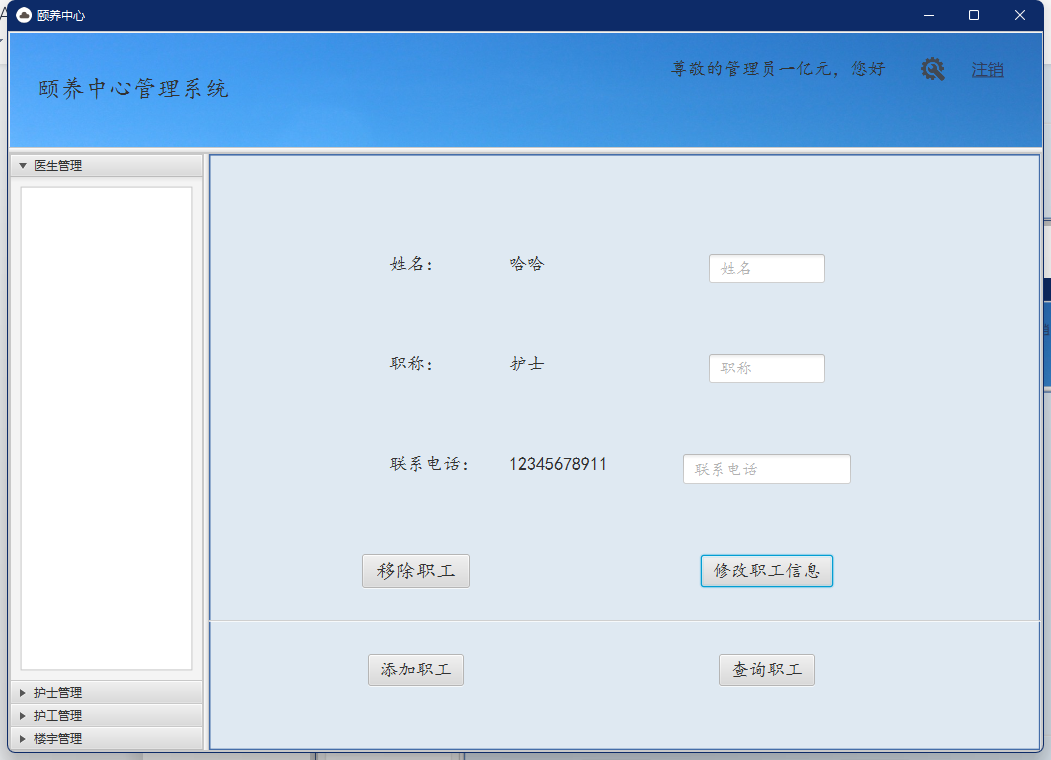 颐养中心
颐养中心管理系统
尊敬的管理员一亿元，您好
注销
医生管理
姓名：
哈哈
姓名
职称：
护士
职称
联系电话：
12345678911
联系电话
移除职工
修改职工信息
添加职工
查询职工
护士管理
护工管理
楼宇管理